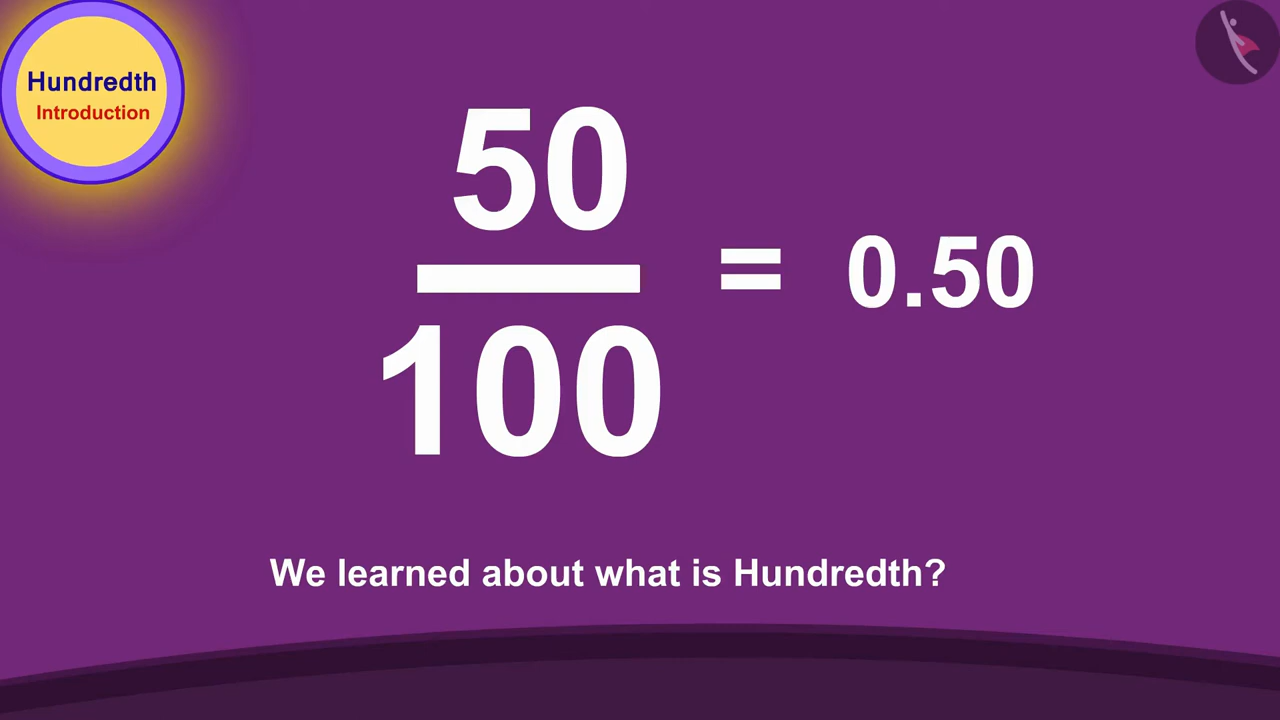 Hundredth
Introduction
50
100
= 0.50
We learned about what is Hundredth?